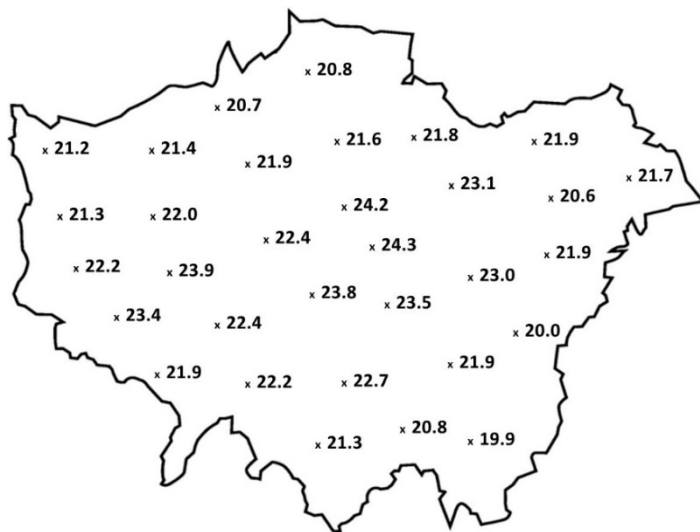 x 20.8
x 20.7
x 21.6
x 21.8
x 21.9
x 21.2
x 21.4
x 21.9
x 23.1
x 21.7
x 20.6
x 24.2
x 21.3
x 22.0
x 22.4
x 24.3
x 21.9
x 22.2
x 23.9
x 23.0
x 23.8
x 23.5
x 23.4
x 22.4
x 20.0
x 21.9
x 21.9
x 22.2
x 22.7
x 20.8
x 21.3
x 19.9